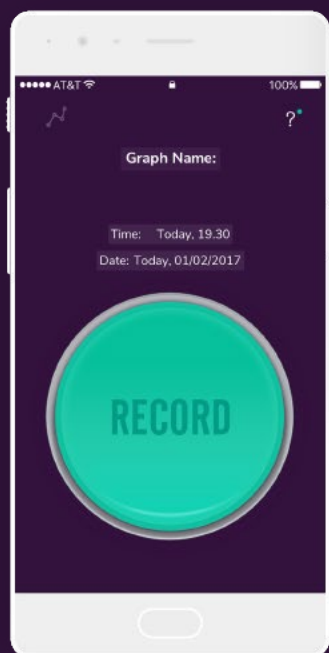 AT&T 100%
?
Graph Name:
Time: Today, 19.30
Date: Today, 01/02/2017
RECORD